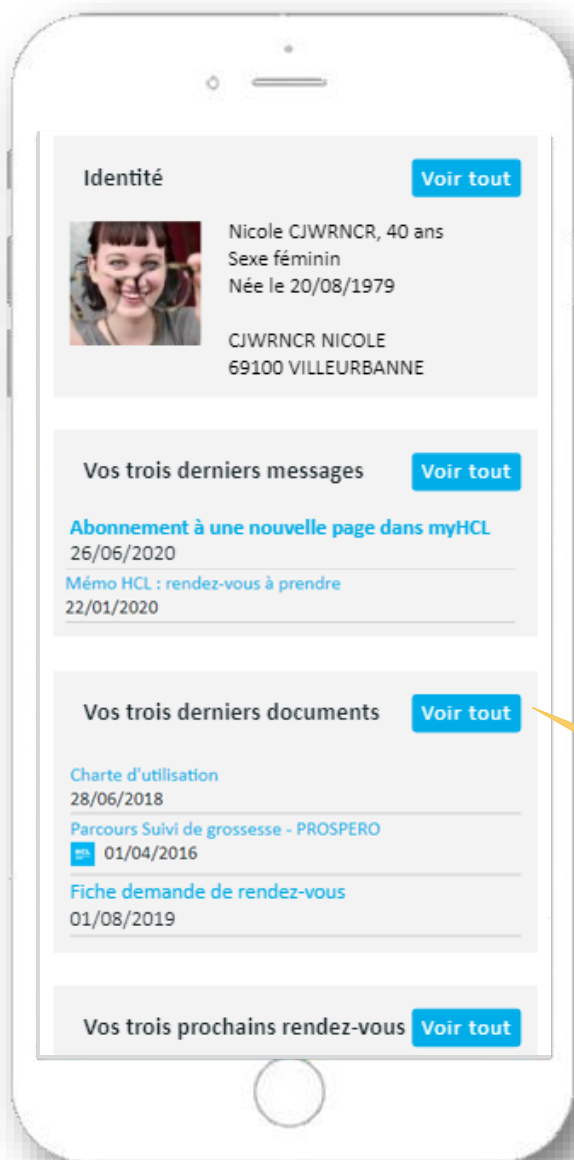 Identité
Voir tout
Nicole CJWRNCR, 40 ans
Sexe féminin
Née le 20/08/1979
CJWRNCR NICOLE
69100 VILLEURBANNE
Vos trois derniers messages
Voir tout
Abonnement à une nouvelle page dans myHCL
26/06/2020
Mémo HCL : rendez-vous à prendre
22/01/2020
Vos trois derniers documents
Voir tout
Charte d'utilisation
28/06/2018
Parcours Suivi de grossesse - PROSPERO
HCL 01/04/2016
Fiche demande de rendez-vous
01/08/2019
Vos trois prochains rendez-vous
Voir tout